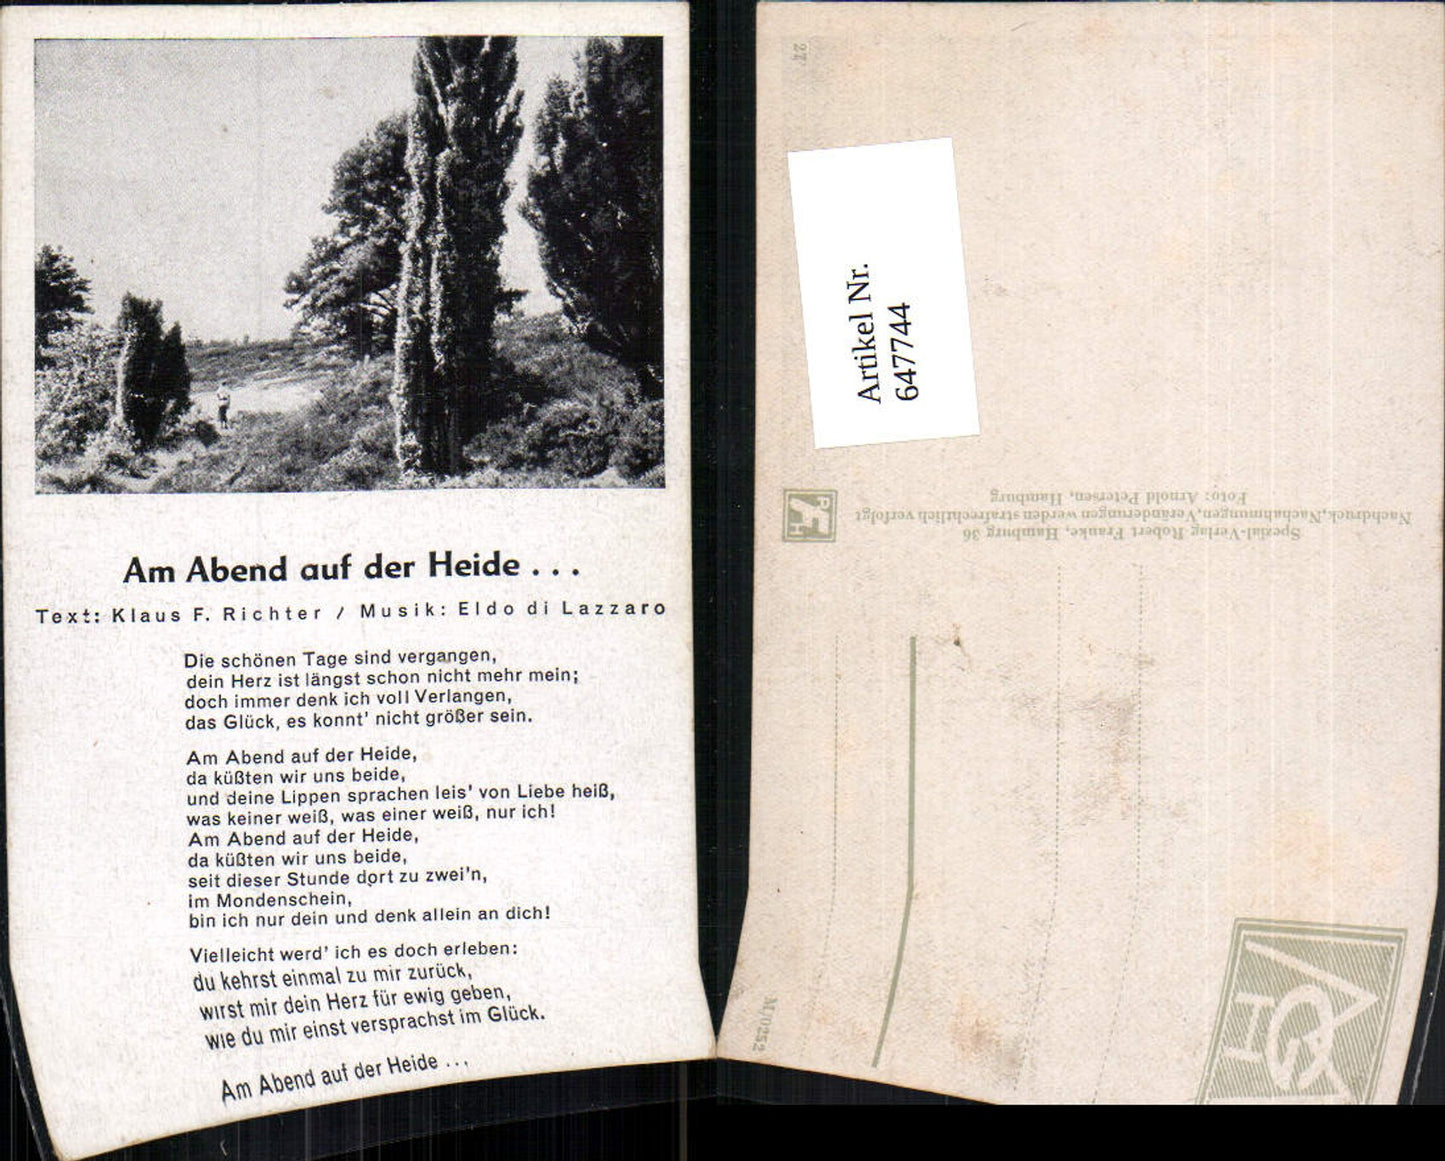 Am Abend auf der Heide . . .
Text: Klaus F. Richter / Musik: Eldo di Lazzaro
Die schönen Tage sind vergangen,
dein Herz ist längst schon nicht mehr mein;
doch immer denk ich voll Verlangen,
das Glück, es konnt' nicht größer sein.
Am Abend auf der Heide,
da küßten wir uns beide,
und deine Lippen sprachen leis' von Liebe heiß,
was keiner weiß, was einer weiß, nur ich!
Am Abend auf der Heide,
da küßten wir uns beide,
seit dieser Stunde dort zu zwei'n,
im Mondenschein,
bin ich nur dein und denk allein an dich!
Vielleicht werd' ich es doch erleben:
du kehrst einmal zu mir zurück,
wirst mir dein Herz für ewig geben,
wie du mir einst versprachst im Glück.
Am Abend auf der Heide . . .
27
Artikel Nr.
647744
Spezial-Verlag Robert Franke, Hamburg 36
Nachdruck, Nachahmungen, Veränderungen werden strafrechtlich verfolgt
Foto: Arnold Petersen, Hamburg
M/0252